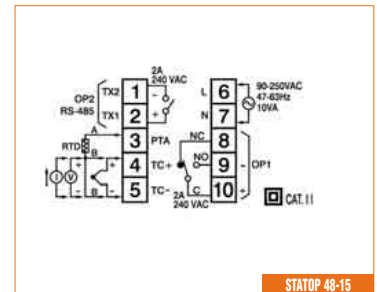 2A
240 VAC
OP2
RS-485
TX2
TX1
1
2
3
4
5
-
+
A
RTD
B
B
I
V
PTA
TC+
TC-
L
N
NC
NO
C
6
7
8
9
10
90-250VAC
47-63Hz
10VA
-
+
OP1
2A
240 VAC
CAT. II
STATOP 48-15